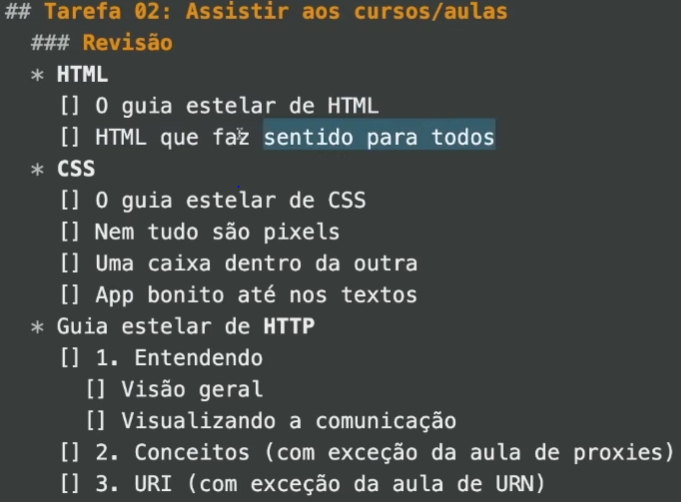 ## Tarefa 02: Assistir aos cursos/aulas
### Revisão
* HTML
[] O guia estelar de HTML
[] HTML que faz sentido para todos
* CSS
[] O guia estelar de CSS
[] Nem tudo são pixels
[] Uma caixa dentro da outra
[] App bonito até nos textos
* Guia estelar de HTTP
[] 1. Entendendo
[] Visão geral
[] Visualizando a comunicação
[] 2. Conceitos (com exceção da aula de proxies)
[] 3. URI (com exceção da aula de URN)